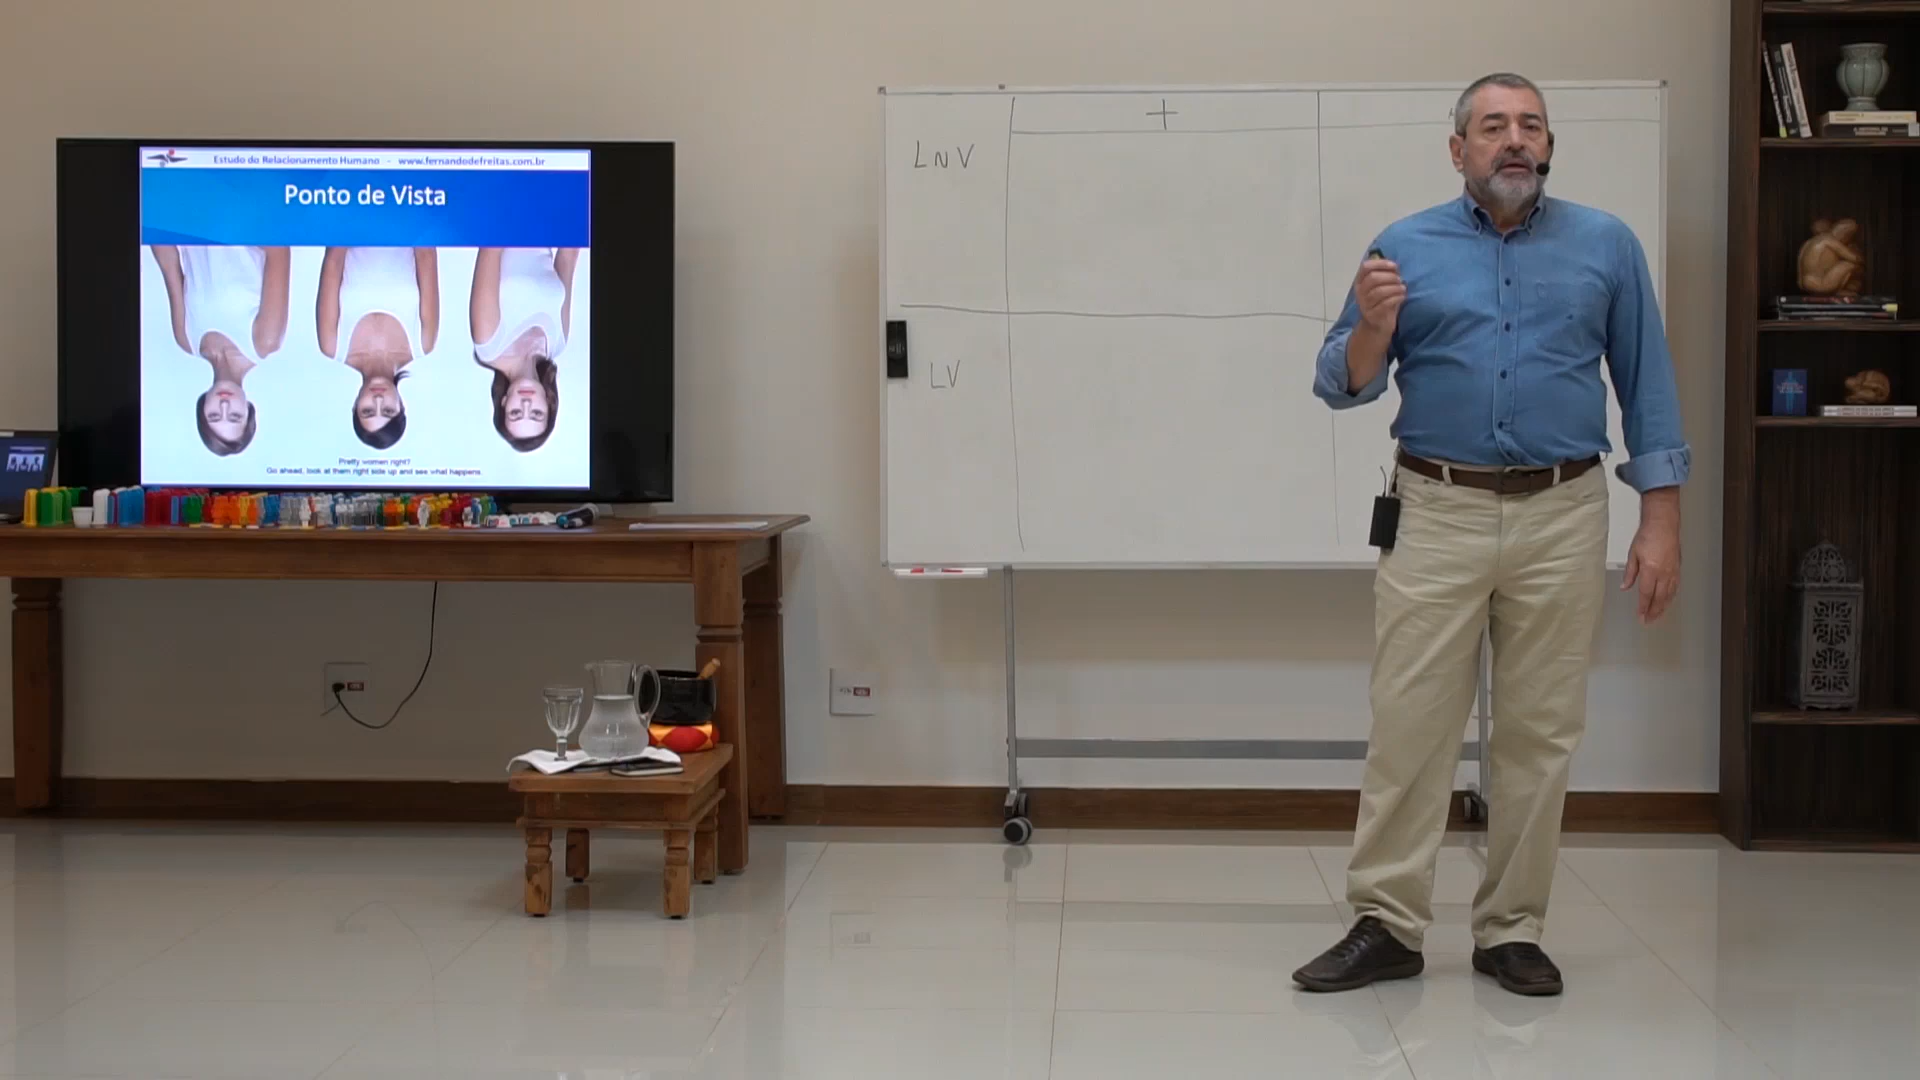 Estudo do Relacionamento Humano - www.fernandodefreitas.com.br
Ponto de Vista
Pretty women right?
Go ahead, look at them right side up and see what happens.
+
LNV
LV